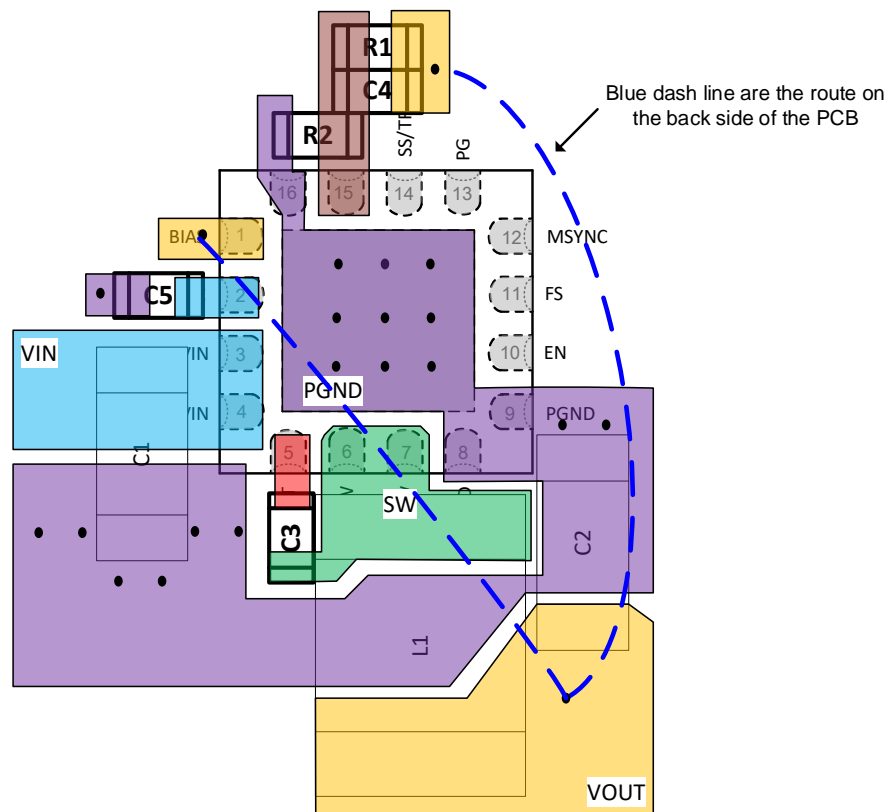 R1
C4
Blue dash line are the route on
the back side of the PCB
R2
SS/TR
PG
16
15
14
13
BIAS
1
12
MSYNC
C5
2
11
FS
VIN
VIN
3
10
EN
PGND
VIN
4
9
PGND
C1
5
6
7
8
SW
C3
C2
L1
VOUT